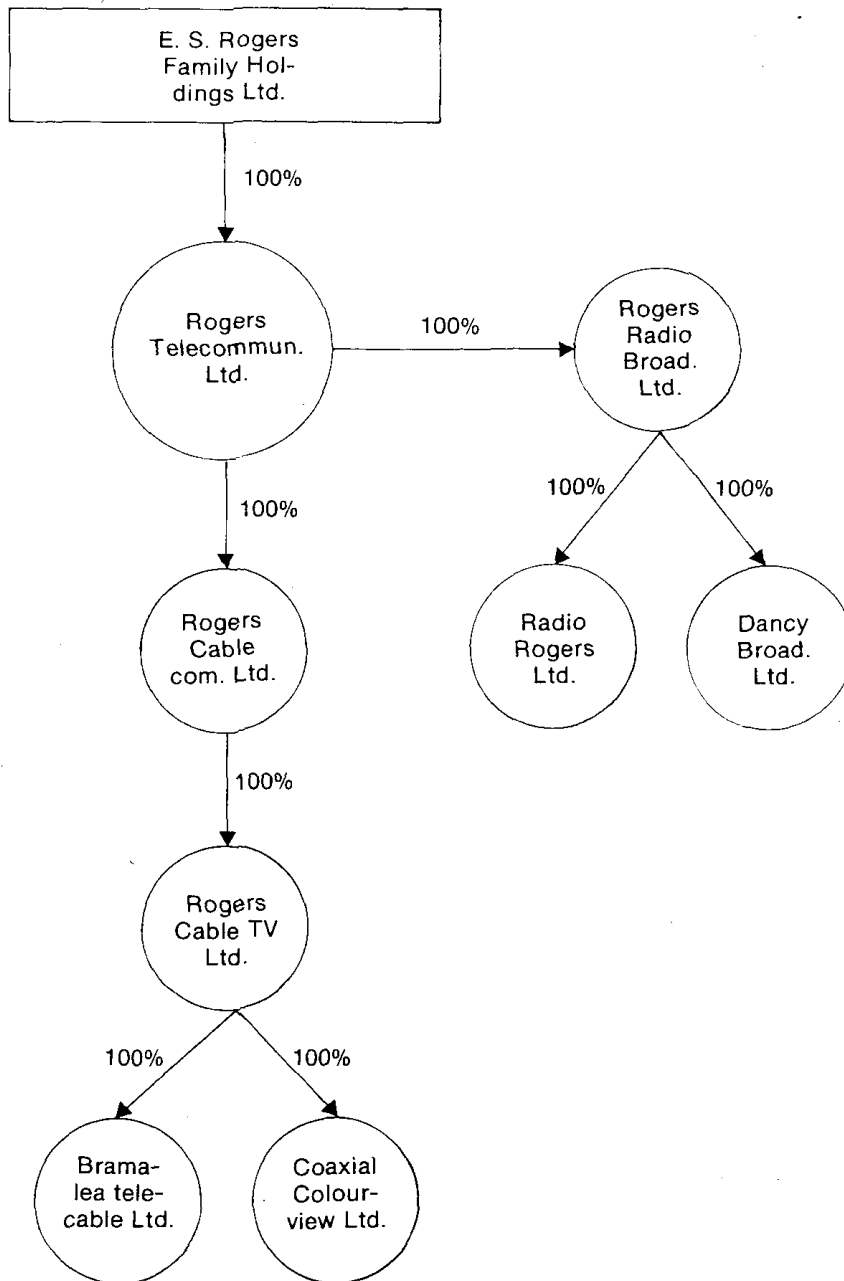 E. S. Rogers
Family Hol-
dings Ltd.
100%
Rogers
Telecommun.
Ltd.
100%
Rogers
Radio
Broad.
Ltd.
100%
100%
100%
Rogers
Cable
com. Ltd.
Radio
Rogers
Ltd.
Dancy
Broad.
Ltd.
100%
Rogers
Cable TV
Ltd.
100%
100%
Brama-
lea tele-
cable Ltd.
Coaxial
Colour-
view Ltd.